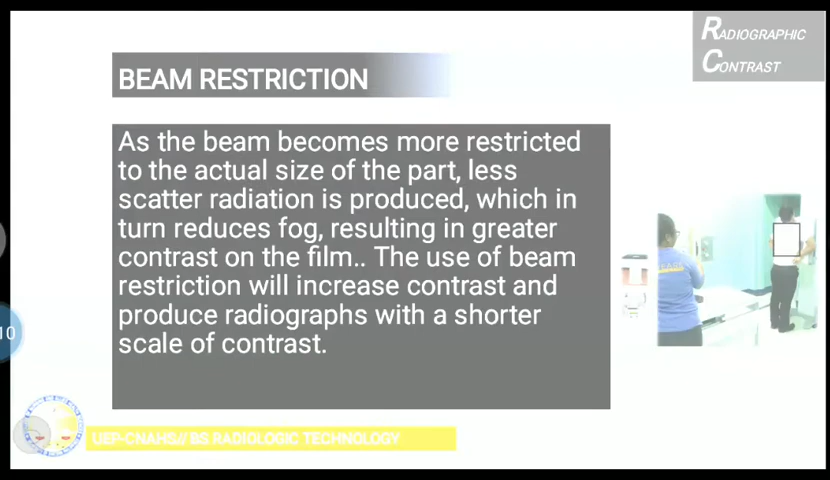 RADIOGRAPHIC
CONTRAST
BEAM RESTRICTION
As the beam becomes more restricted
to the actual size of the part, less
scatter radiation is produced, which in
turn reduces fog, resulting in greater
contrast on the film.. The use of beam
restriction will increase contrast and
produce radiographs with a shorter
scale of contrast.
10
UEP-CNAHS// BS RADIOLOGIC TECHNOLOGY